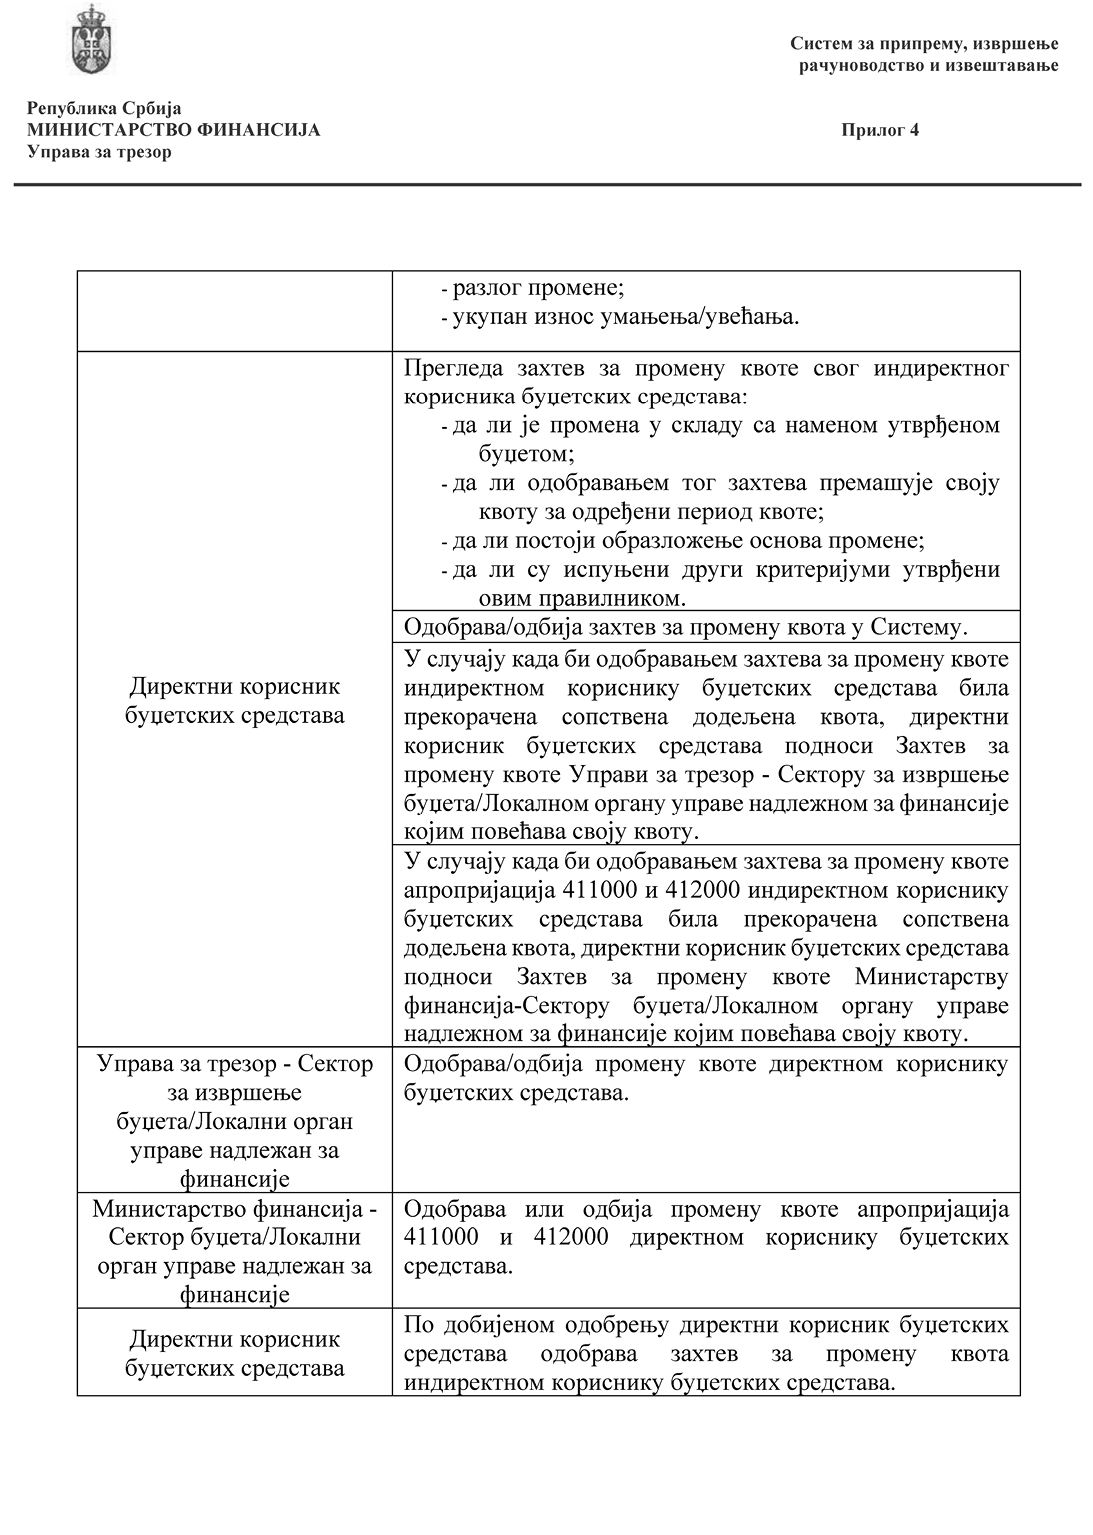 Систем за припрему, извршење
рачуноводство и извештавање
Република Србија
МИНИСТАРСТВО ФИНАНСИЈА
Прилог 4
Управа за трезор
- разлог промене;
- укупан износ умањења/увећања.
Директни корисник
буџетских средстава
Прегледа захтев за промену квоте свог индиректног
корисника буџетских средстава:
- да ли је промена у складу са наменом утврђеном
буџетом;
- да ли одобравањем тог захтева премашује своју
квоту за одређени период квоте;
- да ли постоји образложење основа промене;
- да ли су испуњени други критеријуми утврђени
овим правилником.
Одобрава/одбија захтев за промену квота у Систему.
У случају када би одобравањем захтева за промену квоте
индиректном кориснику буџетских средстава била
прекорачена сопствена додељена квота, директни
корисник буџетских средстава подноси Захтев за
промену квоте Управи за трезор - Сектору за извршење
буџета/Локалном органу управе надлежном за финансије
којим повећава своју квоту.
У случају када би одобравањем захтева за промену квоте
апропријација 411000 и 412000 индиректном кориснику
буџетских средстава била прекорачена сопствена
додељена квота, директни корисник буџетских средстава
подноси Захтев за промену квоте Министарству
финансија-Сектору буџета/Локалном органу управе
надлежном за финансије којим повећава своју квоту.
Управа за трезор - Сектор
за извршење
буџета/Локални орган
управе надлежан за
финансије
Одобрава/одбија промену квоте директном кориснику
буџетских средстава.
Министарство финансија -
Сектор буџета/Локални
орган управе надлежан за
финансије
Одобрава или одбија промену квоте апропријација
411000 и 412000 директном кориснику буџетских
средстава.
Директни корисник
буџетских средстава
По добијеном одобрењу директни корисник буџетских
средстава одобрава захтев за промену квота
индиректном кориснику буџетских средстава.